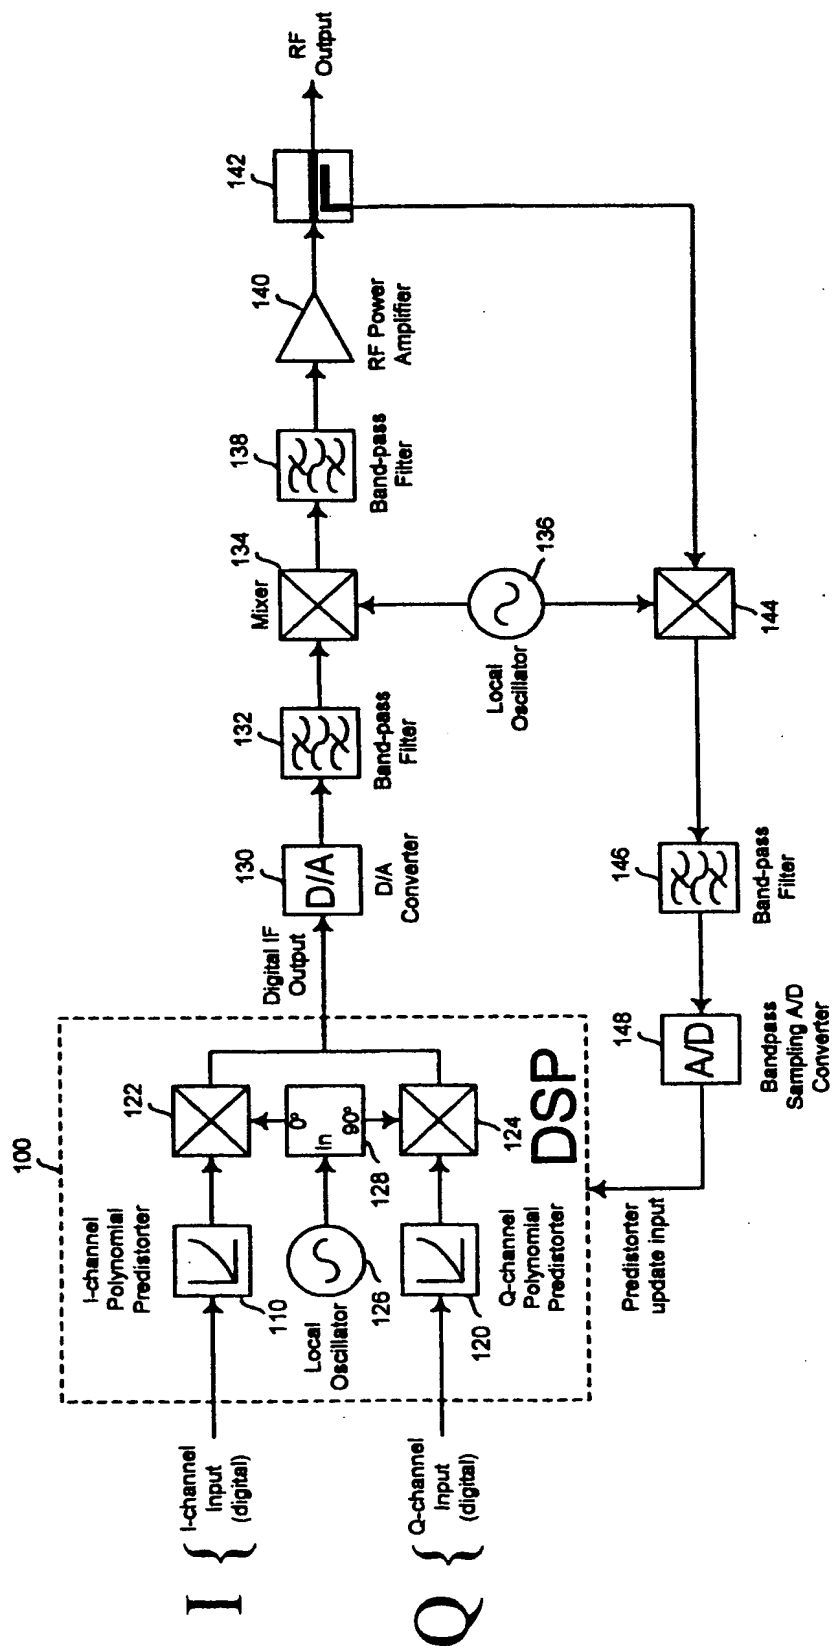 I
{
I-channel
Input
(digital)
Q
{
Q-channel
Input
(digital)
100
I-channel
Polynomial
Predistorter
110
122
Local
Oscillator
126
0º
In
90º
128
Q-channel
Polynomial
Predistorter
120
124
DSP
Digital IF
Output
130
D/A
D/A
Converter
132
Band-pass
Filter
Mixer
134
138
Band-pass
Filter
140
RF Power
Amplifier
142
RF
Output
Local
Oscillator
136
144
146
Band-pass
Filter
148
A/D
Bandpass
Sampling A/D
Converter
Predistorter
update input